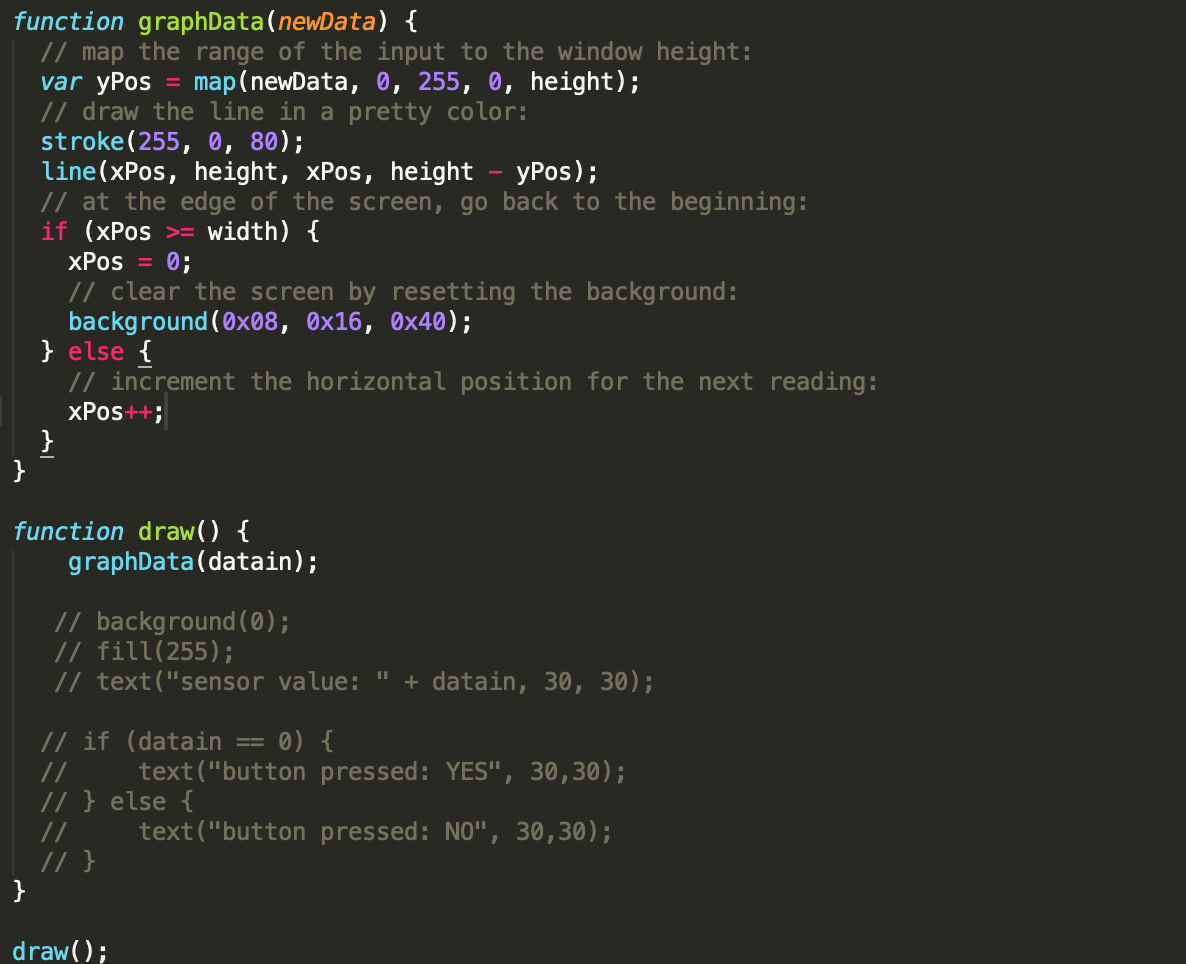 function graphData(newData) {
  // map the range of the input to the window height:
  var yPos = map(newData, 0, 255, 0, height);
  // draw the line in a pretty color:
  stroke(255, 0, 80);
  line(xPos, height, xPos, height - yPos);
  // at the edge of the screen, go back to the beginning:
  if (xPos >= width) {
    xPos = 0;
    // clear the screen by resetting the background:
    background(0x08, 0x16, 0x40);
  } else {
    // increment the horizontal position for the next reading:
    xPos++;
  }
}

function draw() {
    graphData(datain);

   // background(0);
   // fill(255);
   // text("sensor value: " + datain, 30, 30);

  // if (datain == 0) {
  //     text("button pressed: YES", 30,30);
  // } else {
  //     text("button pressed: NO", 30,30);
  // }
}

draw();